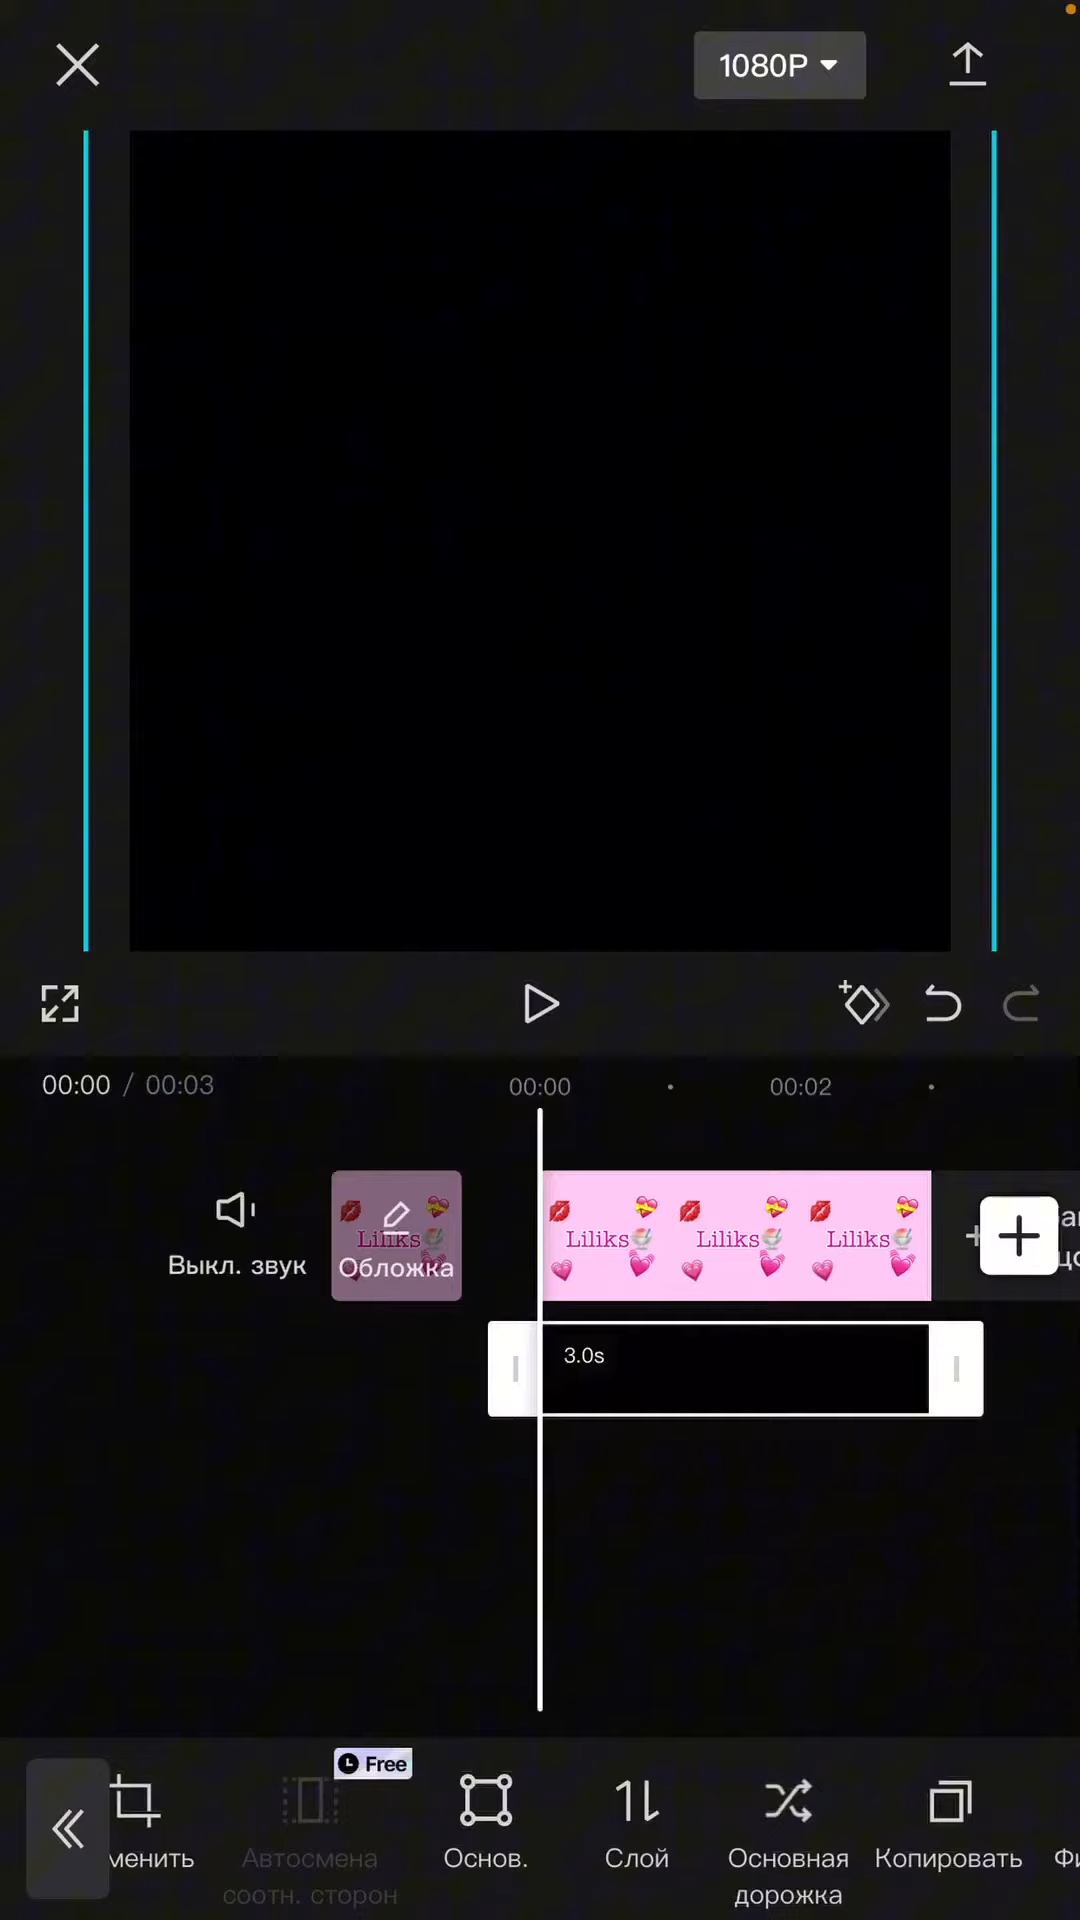 1080P
00:00 / 00:03
00:00
00:02
Выкл. звук
Liliks
Обложка
Liliks
Liliks
Liliks
3.0s
Free
менить
Автосмена
соотн. сторон
Основ.
Слой
Основная
дорожка
Копировать